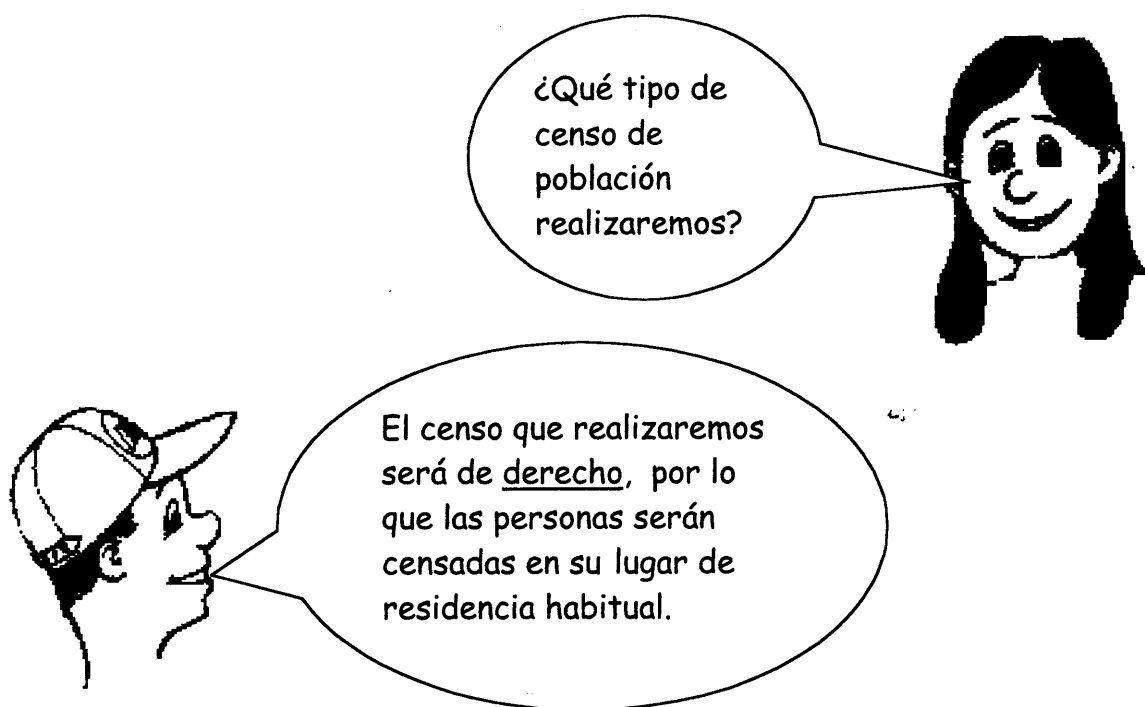 ¿Qué tipo de
censo de
población
realizaremos?
El censo que realizaremos
será de derecho, por lo
que las personas serán
censadas en su lugar de
residencia habitual.